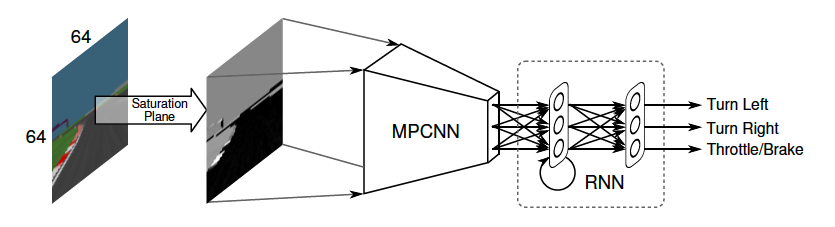 64
64
Saturation
Plane
MPCNN
RNN
Turn Left
Turn Right
Throttle/Brake